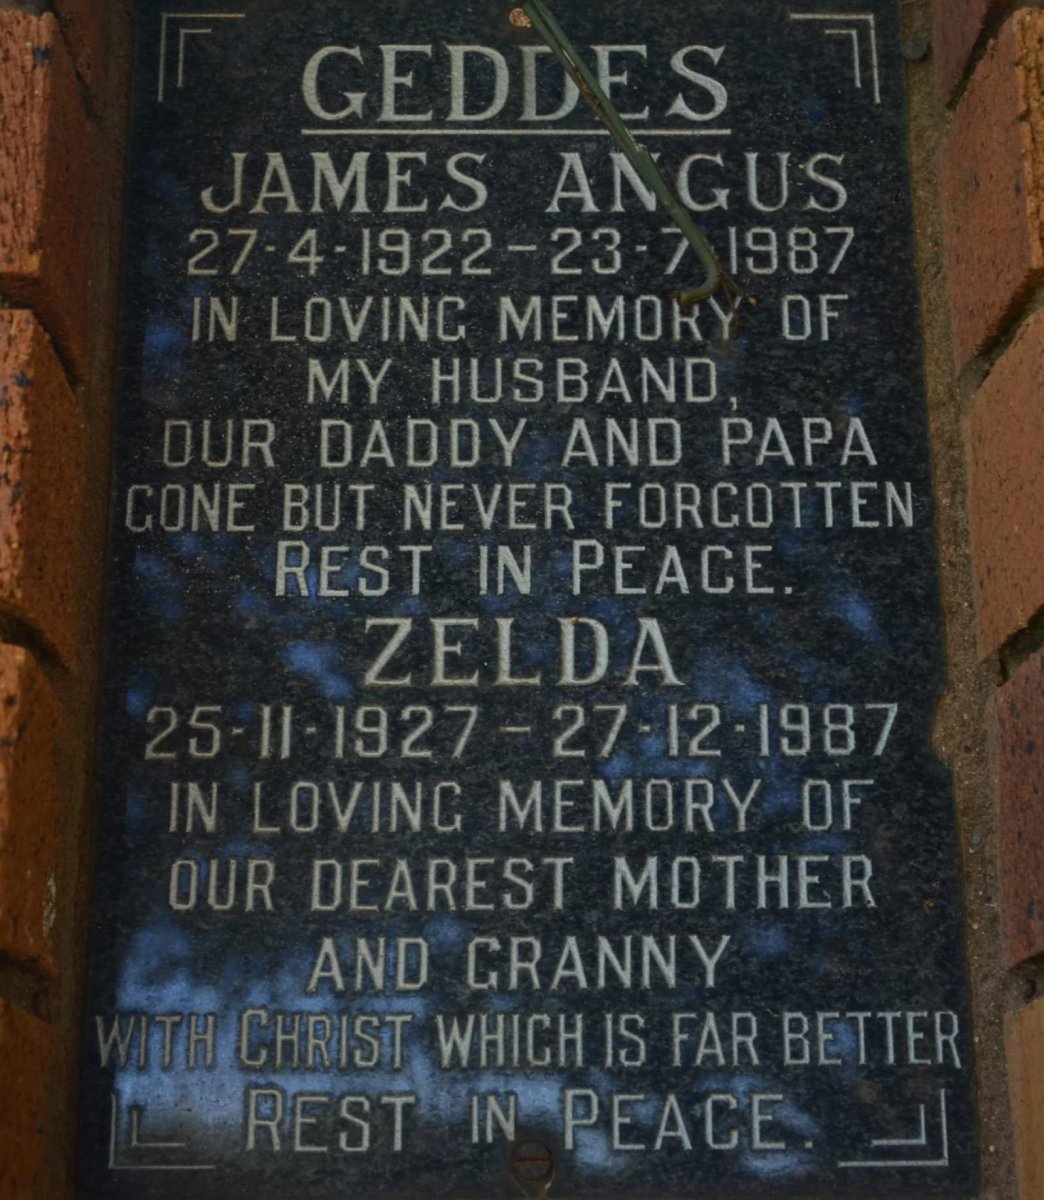 GEDDES
JAMES ANGUS
27-4-1922-23-7 1987
IN LOVING MEMORY OF
MY HUSBAND,
OUR DADDY AND PAPA
GONE BUT NEVER FORGOTTEN
REST IN PEACE.
ZELDA
25-11-1927-27-12-1987
IN LOVING MEMORY OF
OUR DEAREST MOTHER
AND GRANNY
WITH CHRIST WHICH IS FAR BETTER
REST IN PEACE.